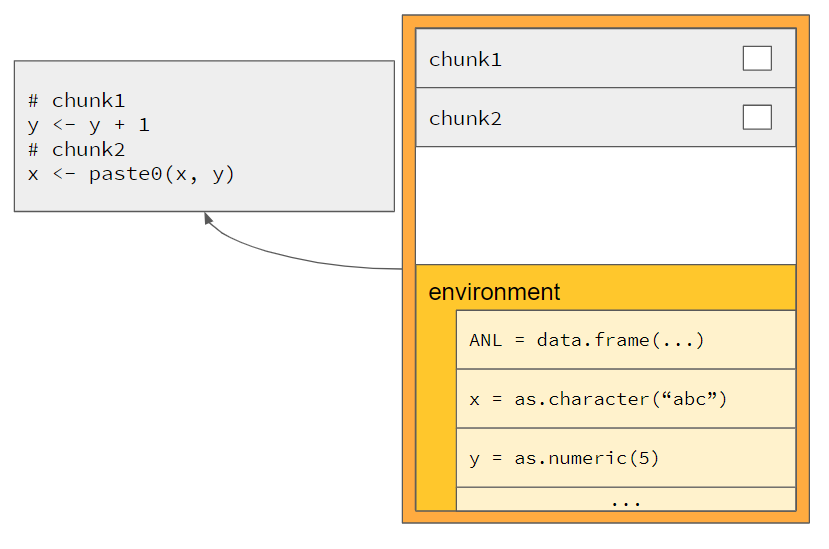 # chunk1
y <- y + 1
# chunk2
x <- paste0(x, y)
chunk1
chunk2
environment
ANL = data.frame(...)
x = as.character(“abc”)
y = as.numeric(5)
...